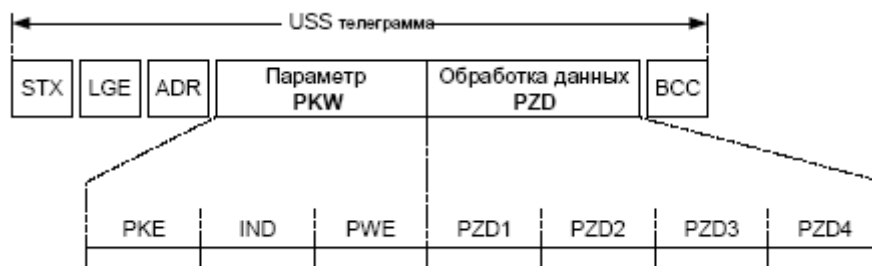 USS телеграмма
STX LGE ADR Параметр PKW Обработка данных PZD BCC
PKE IND PWE PZD1 PZD2 PZD3 PZD4